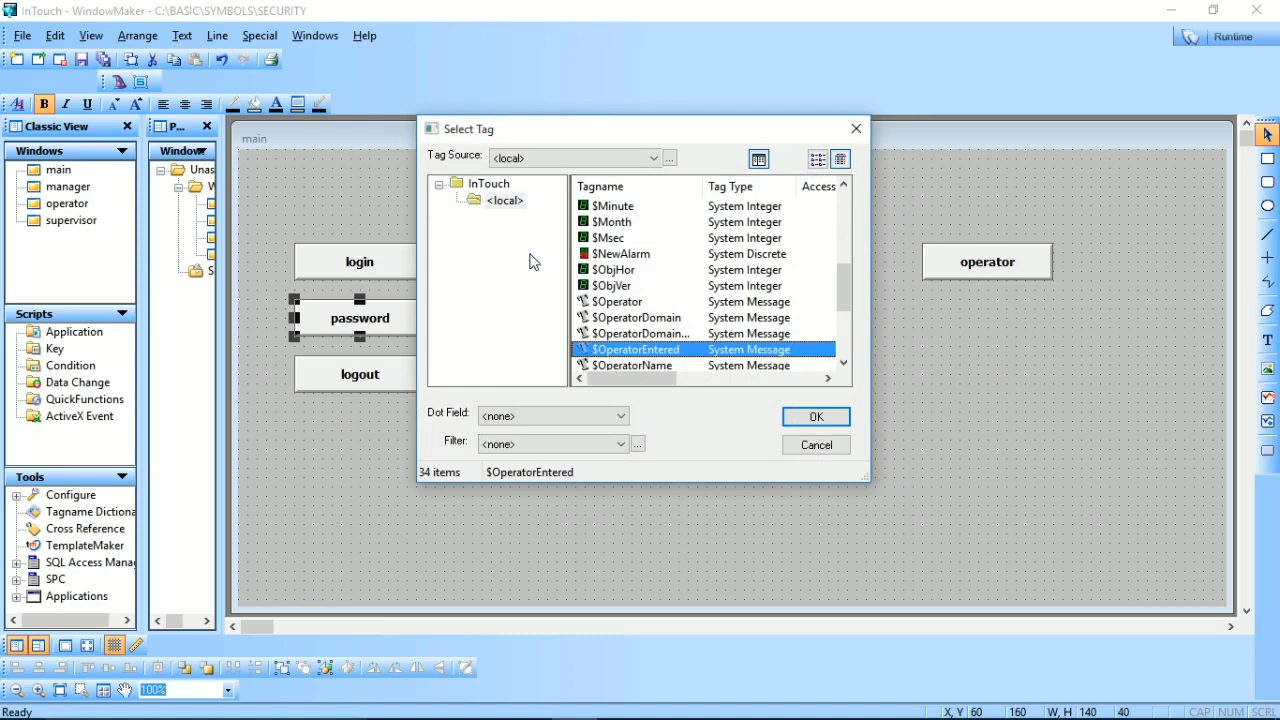 InTouch - WindowMaker - C:\BASIC\SYMBOLS\SECURITY
File Edit View Arrange Text Line Special Windows Help
Runtime
Classic View
P...
Windows
main
manager
operator
supervisor
Scripts
Application
Key
Condition
Data Change
QuickFunctions
ActiveX Event
Tools
Configure
Tagname Dictiona
Cross Reference
TemplateMaker
SQL Access Mana
SPC
Applications
Window
Unas
main
login
password
logout
operator
Select Tag
Tag Source: <local>
InTouch
<local>
Tagname Tag Type Access
$Minute System Integer
$Month System Integer
$Msec System Integer
$NewAlarm System Discrete
$ObjHor System Integer
$ObjVer System Integer
$Operator System Message
$OperatorDomain System Message
$OperatorDomain... System Message
$OperatorEntered System Message
$OperatorName System Message
Dot Field: <none>
OK
Filter: <none>
Cancel
34 items $OperatorEntered
100%
Ready
X, Y 60 160 W, H 140 40 CAP NUM SCRL